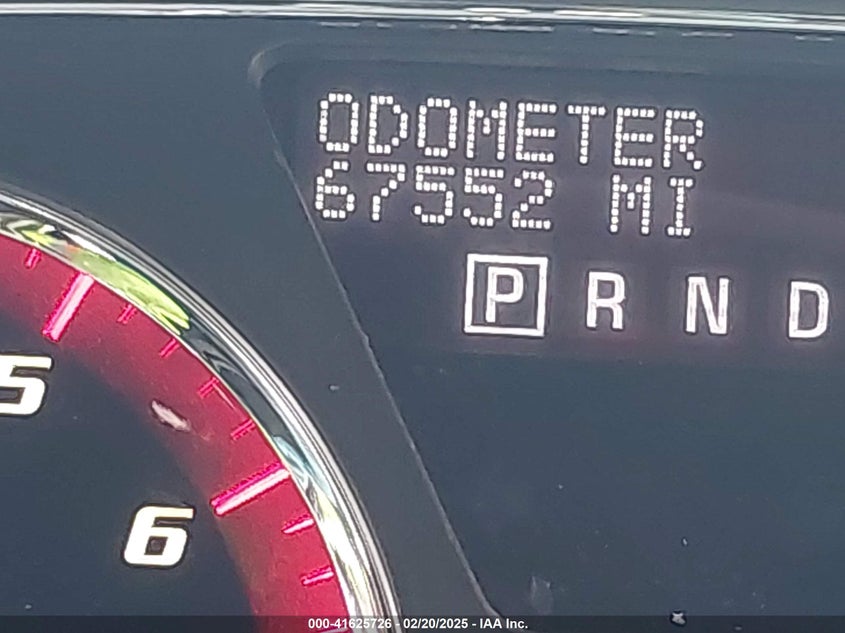 ODOMETER
67552 MI
P R N D
5
6
000-41625726 - 02/20/2025 - IAA Inc.